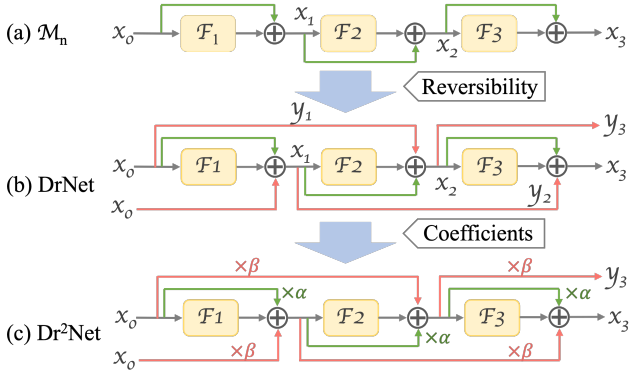 (a) ℳn x₀ ℱ1 x₁ ℱ2 x₂ ℱ3 x₃
Reversibility
y₁ y₃
(b) DrNet x₀ ℱ1 x₁ ℱ2 x₂ ℱ3 x₃
x₀ y₂
Coefficients
×β ×β y₃
×α ×α
(c) Dr²Net x₀ ℱ1 ℱ2 ℱ3 x₃
×α
x₀ ×β ×β